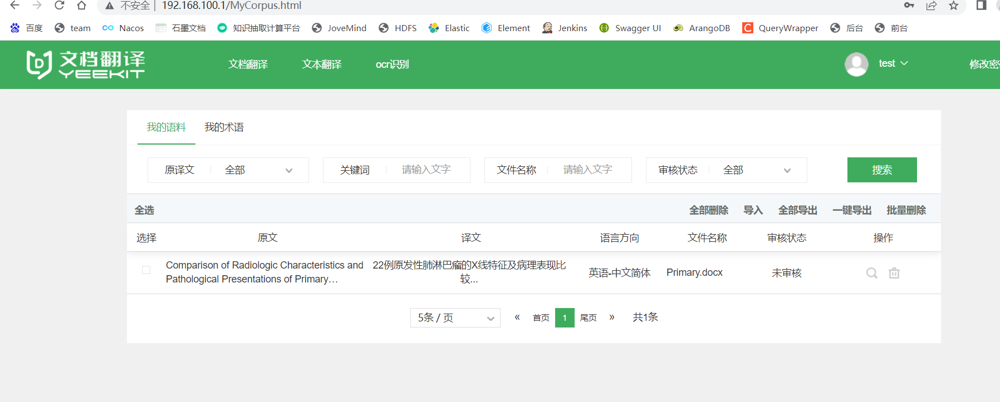 不安全 | 192.168.100.1/MyCorpus.html
百度 team Nacos 石墨文档 知识抽取计算平台 JoveMind HDFS Elastic Element Jenkins Swagger UI ArangoDB QueryWrapper 后台 前台
文档翻译 YEEKIT 文档翻译 文本翻译 ocr识别 test 修改密
我的语料 我的术语
原译文 全部 关键词 请输入文字 文件名称 请输入文字 审核状态 全部 搜索
全选 全部删除 导入 全部导出 一键导出 批量删除
选择 原文 译文 语言方向 文件名称 审核状态 操作
Comparison of Radiologic Characteristics and 22例原发性肺淋巴瘤的X线特征及病理表现比
Pathological Presentations of Primary… 较... 英语-中文简体 Primary.docx 未审核
5条 / 页 « 首页 1 尾页 » 共1条